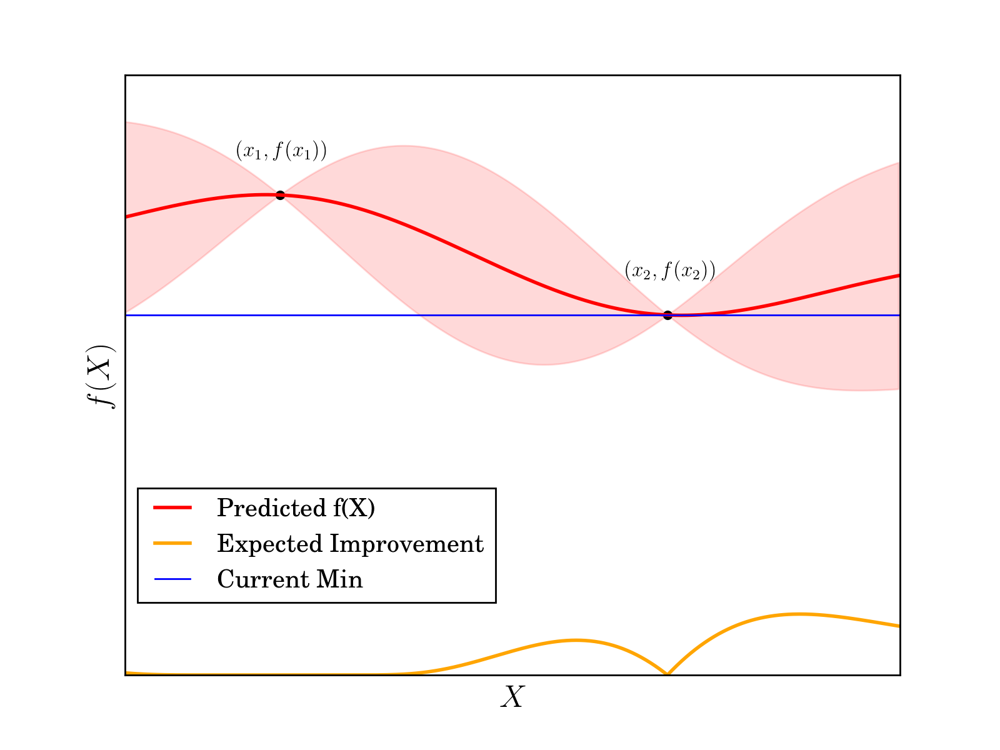 (x₁, f(x₁))
(x₂, f(x₂))
f(X)
Predicted f(X)
Expected Improvement
Current Min
X